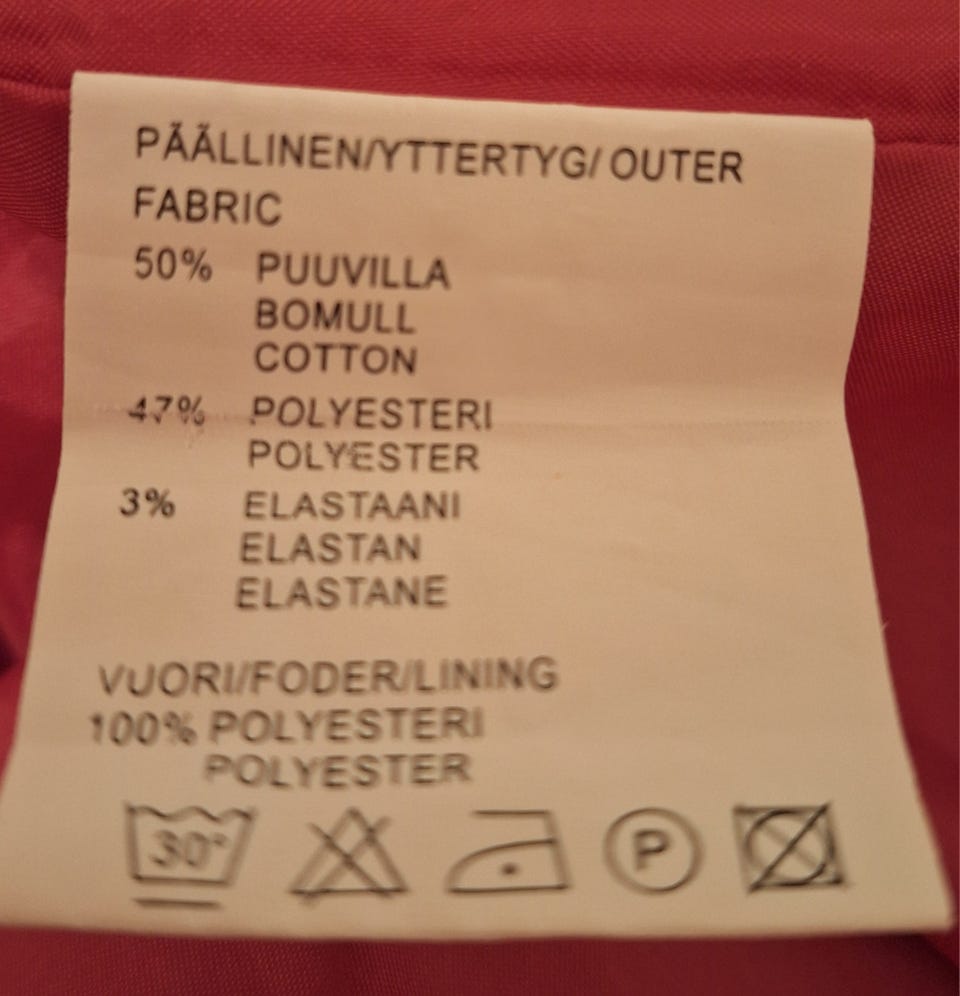 PÄÄLLINEN/YTTERTYG/ OUTER
FABRIC
50% PUUVILLA
BOMULL
COTTON
47% POLYESTERI
POLYESTER
3% ELASTAANI
ELASTAN
ELASTANE
VUORI/FODER/LINING
100% POLYESTERI
POLYESTER
30° P